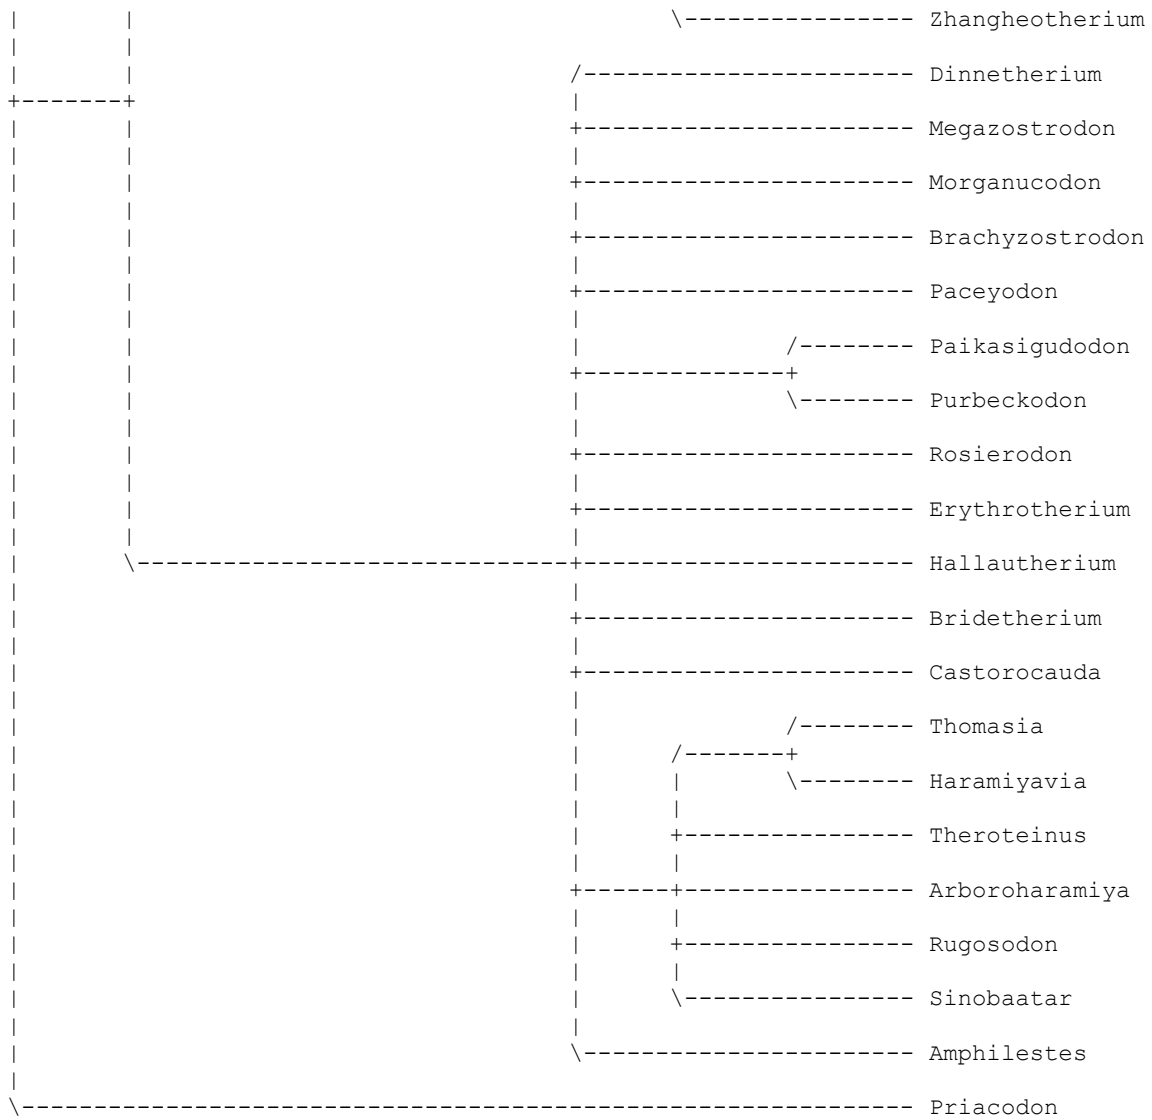 Zhangheotherium
Dinnetherium
Megazostrodon
Morganucodon
Brachyzostrodon
Paceyodon
Paikasigudodon
Purbeckodon
Rosierodon
Erythrotherium
Hallautherium
Bridetherium
Castorocauda
Thomasia
Haramiyavia
Theroteinus
Arboroharamiya
Rugosodon
Sinobaatar
Amphilestes
Priacodon